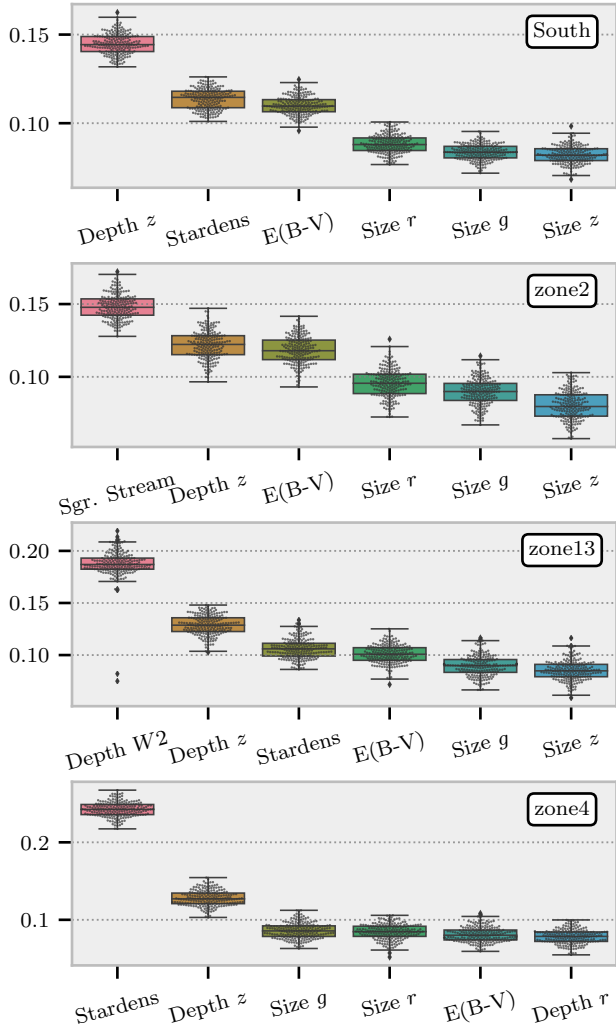 South
0.15
0.10
Depth z Stardens E(B-V) Size r Size g Size z
zone2
0.15
0.10
Sgr. Stream Depth z E(B-V) Size r Size g Size z
zone13
0.20
0.15
0.10
Depth W2 Depth z Stardens E(B-V) Size g Size z
zone4
0.2
0.1
Stardens Depth z Size g Size r E(B-V) Depth r